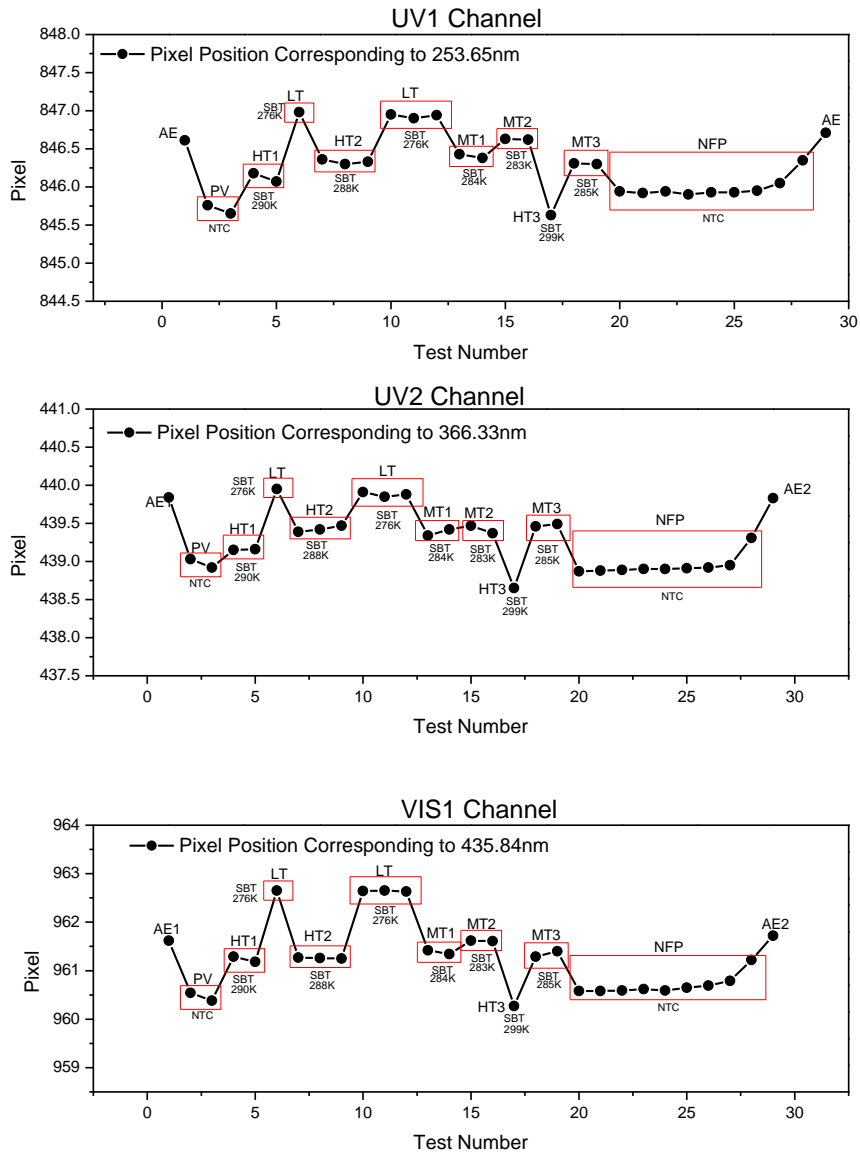 UV1 Channel
848.0
847.5
847.0
846.5
846.0
845.5
845.0
844.5
Pixel
Pixel Position Corresponding to 253.65nm
AE
PV
NTC
HT1
SBT
290K
LT
SBT
276K
HT2
SBT
288K
LT
SBT
276K
MT1
SBT
284K
MT2
SBT
283K
HT3
SBT
299K
MT3
SBT
285K
NFP
NTC
AE
0 5 10 15 20 25 30
Test Number
UV2 Channel
441.0
440.5
440.0
439.5
439.0
438.5
438.0
437.5
Pixel
Pixel Position Corresponding to 366.33nm
AE1
PV
NTC
HT1
SBT
290K
LT
SBT
276K
HT2
SBT
288K
LT
SBT
276K
MT1
SBT
284K
MT2
SBT
283K
HT3
SBT
299K
MT3
SBT
285K
NFP
NTC
AE2
0 5 10 15 20 25 30
Test Number
VIS1 Channel
964
963
962
961
960
959
Pixel
Pixel Position Corresponding to 435.84nm
AE1
PV
NTC
HT1
SBT
290K
LT
SBT
276K
HT2
SBT
288K
LT
SBT
276K
MT1
SBT
284K
MT2
SBT
283K
HT3
SBT
299K
MT3
SBT
285K
NFP
NTC
AE2
0 5 10 15 20 25 30
Test Number